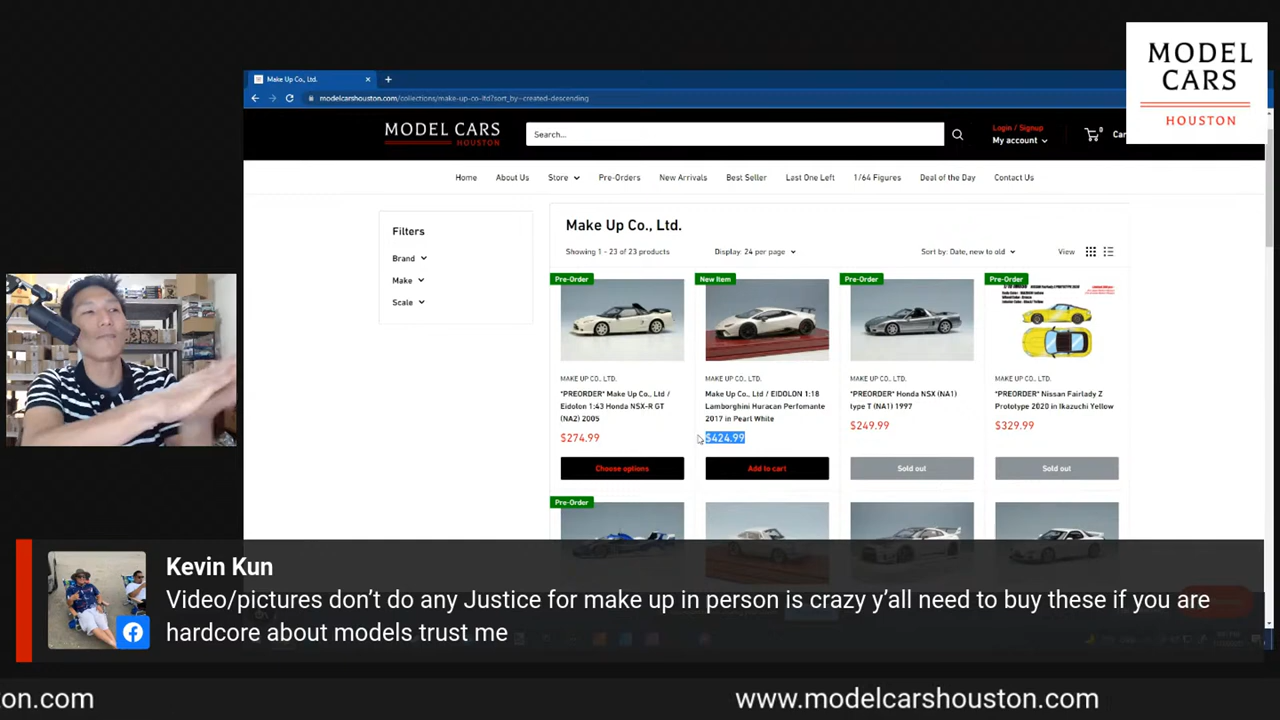 MODEL
CARS
HOUSTON
Make Up Co., Ltd.
modelcarshouston.com/collections/make-up-co-ltd?sort_by=created-descending
MODEL CARS
HOUSTON
Search...
Login / Signup
My account
0
Home About Us Store Pre-Orders New Arrivals Best Seller Last One Left 1/64 Figures Deal of the Day Contact Us
Filters
Brand
Make
Scale
Make Up Co., Ltd.
Showing 1 - 23 of 23 products Display: 24 per page Sort by: Date, new to old View
Pre-Order New Item Pre-Order Pre-Order
MAKE UP CO., LTD. MAKE UP CO., LTD. MAKE UP CO., LTD. MAKE UP CO., LTD.
*PREORDER* Make Up Co., Ltd /
Eidolon 1:43 Honda NSX-R GT
(NA2) 2005
$274.99
Choose options
Make Up Co., Ltd / EIDOLON 1:18
Lamborghini Huracan Perfomante
2017 in Pearl White
$424.99
Add to cart
*PREORDER* Honda NSX (NA1)
type T (NA1) 1997
$249.99
Sold out
*PREORDER* Nissan Fairlady Z
Prototype 2020 in Ikazuchi Yellow
$329.99
Sold out
Pre-Order
Kevin Kun
Video/pictures don’t do any Justice for make up in person is crazy y’all need to buy these if you are
hardcore about models trust me
on.com www.modelcarshouston.com